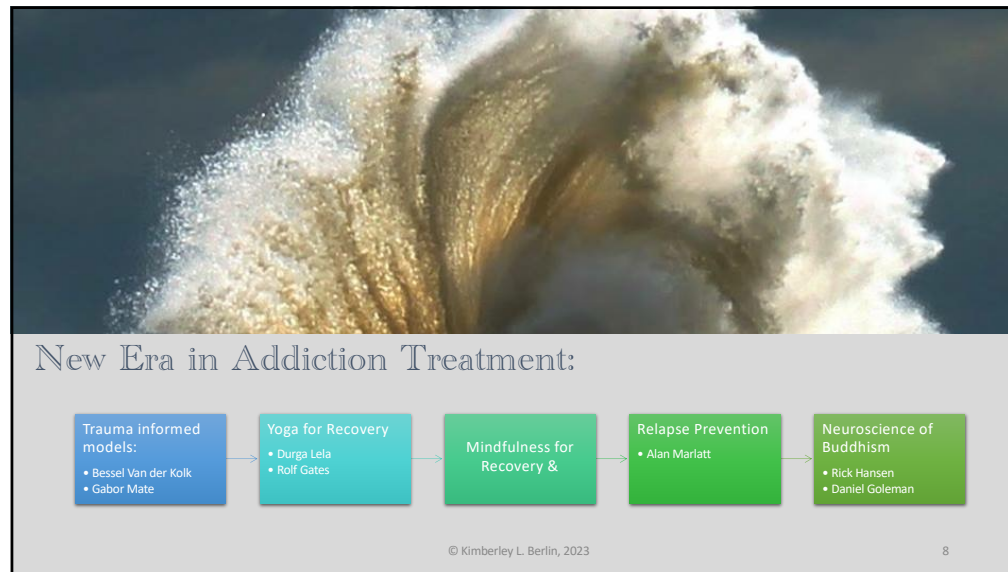 New Era in Addiction Treatment:
Trauma informed
models:
• Bessel Van der Kolk
• Gabor Mate
Yoga for Recovery
• Durga Lela
• Rolf Gates
Mindfulness for
Recovery &
Relapse Prevention
• Alan Marlatt
Neuroscience of
Buddhism
• Rick Hansen
• Daniel Goleman
© Kimberley L. Berlin, 2023
8